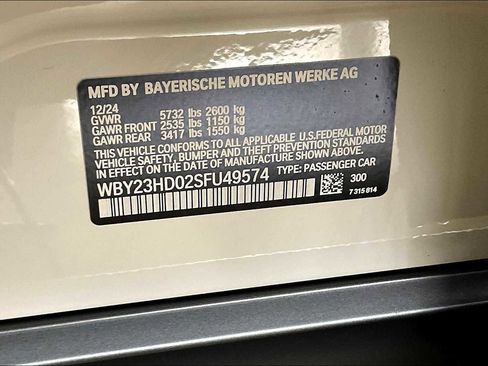 MFD BY BAYERISCHE MOTOREN WERKE AG
12/24
GVWR 5732 lbs 2600 kg
GAWR FRONT 2535 lbs 1150 kg
GAWR REAR 3417 lbs 1550 kg
THIS VEHICLE CONFORMS TO ALL APPLICABLE U.S.FEDERAL MOTOR
VEHICLE SAFETY, BUMPER, AND THEFT PREVENTION STANDARDS
IN EFFECT ON THE DATE OF MANUFACTURE SHOWN ABOVE.
WBY23HD02SFU49574 TYPE: PASSENGER CAR
300
7 315 814